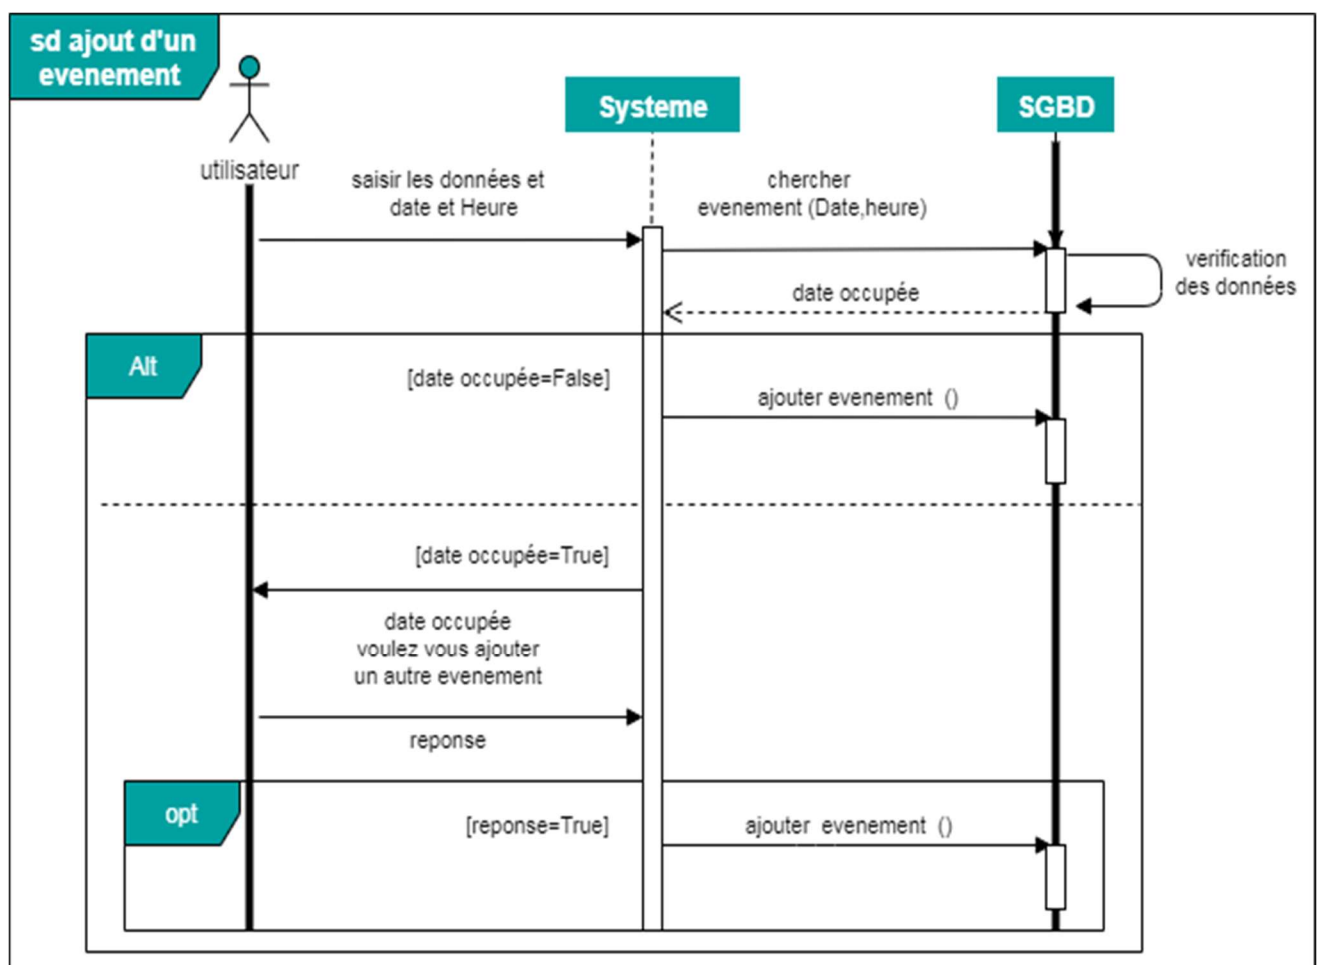 sd ajout d'un
evenement
utilisateur
Systeme
SGBD
saisir les données et
date et Heure
chercher
evenement (Date,heure)
verification
des données
date occupée
Alt
[date occupée=False]
ajouter evenement ()
[date occupée=True]
date occupée
voulez vous ajouter
un autre evenement
reponse
opt
[reponse=True]
ajouter evenement ()